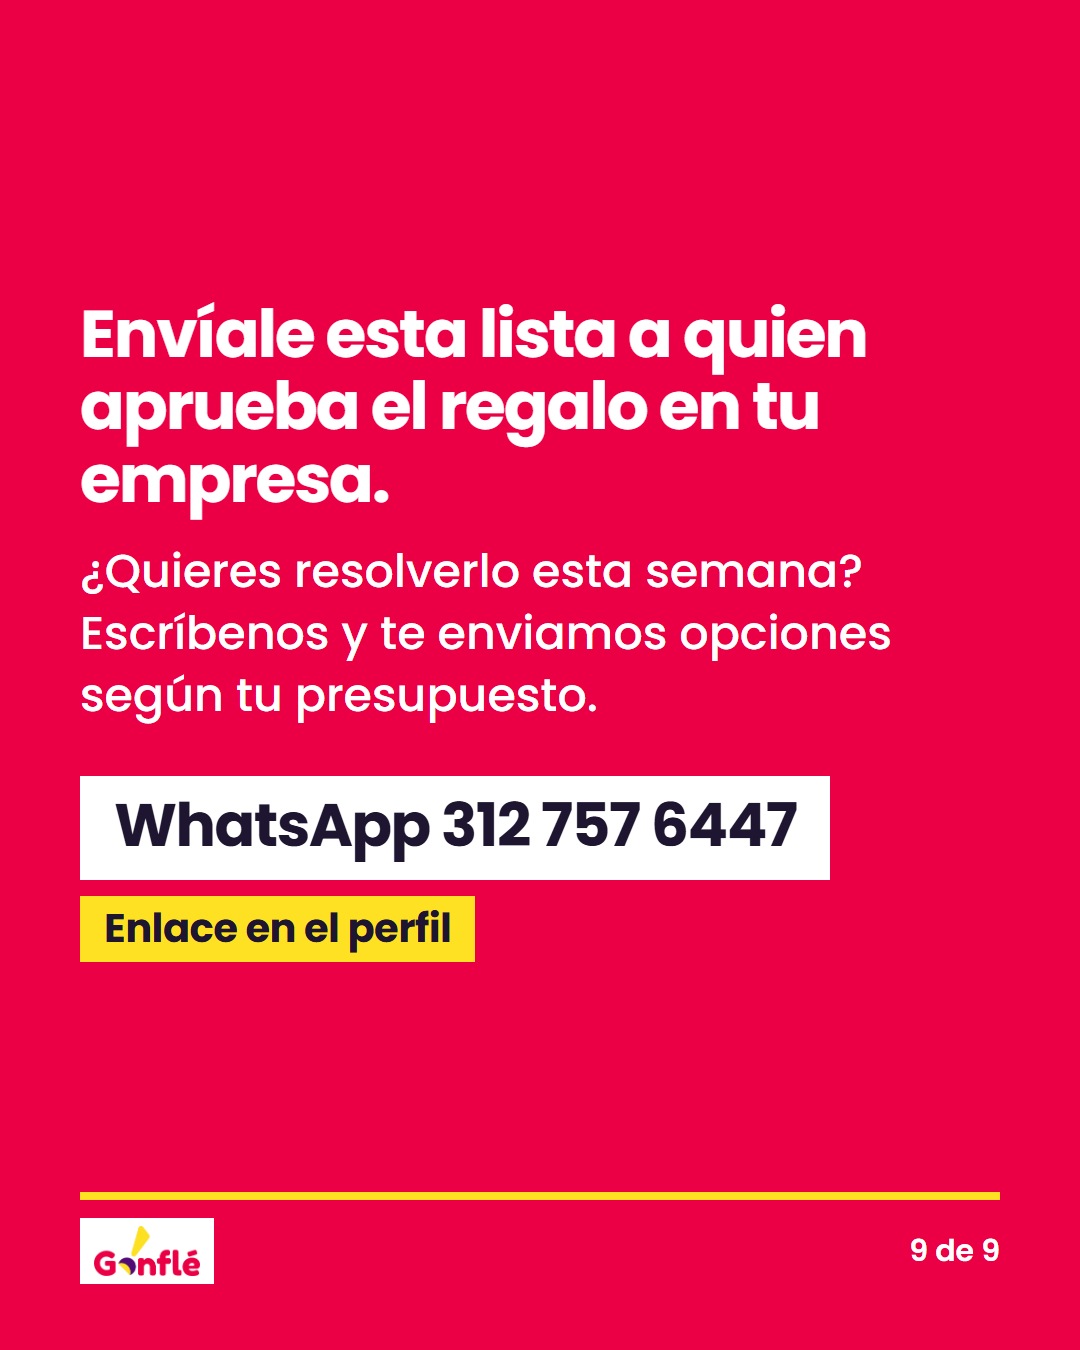 Envíale esta lista a quien
aprueba el regalo en tu
empresa.
¿Quieres resolverlo esta semana?
Escríbenos y te enviamos opciones
según tu presupuesto.
WhatsApp 312 757 6447
Enlace en el perfil
Gonflé
9 de 9